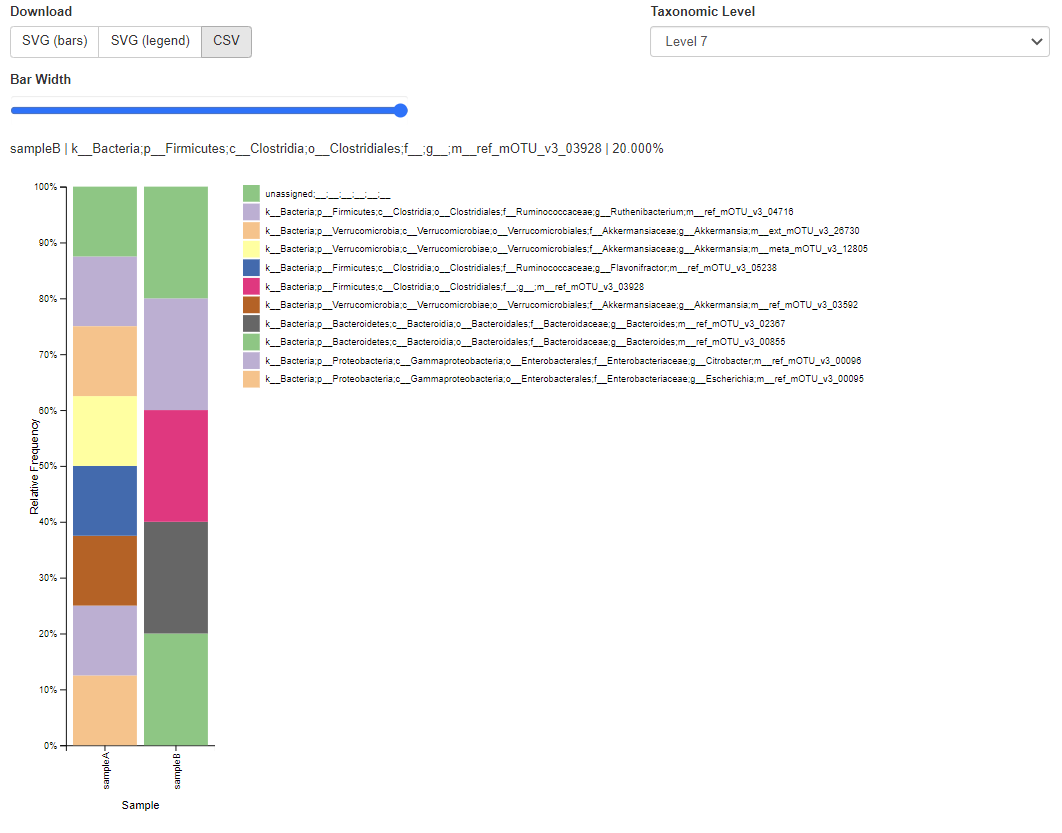 Download
Taxonomic Level
SVG (bars) SVG (legend) CSV
Level 7
Bar Width
sampleB | k__Bacteria;p__Firmicutes;c__Clostridia;o__Clostridiales;f__;g__;m__ref_mOTU_v3_03928 | 20.000%
100%
90%
80%
70%
60%
50%
40%
30%
20%
10%
0%
Relative Frequency
sampleA
sampleB
Sample
unassigned;__;__;__;__;__;__
k__Bacteria;p__Firmicutes;c__Clostridia;o__Clostridiales;f__Ruminococcaceae;g__Ruthenibacterium;m__ref_mOTU_v3_04716
k__Bacteria;p__Verrucomicrobia;c__Verrucomicrobiae;o__Verrucomicrobiales;f__Akkermansiaceae;g__Akkermansia;m__ext_mOTU_v3_26730
k__Bacteria;p__Verrucomicrobia;c__Verrucomicrobiae;o__Verrucomicrobiales;f__Akkermansiaceae;g__Akkermansia;m__meta_mOTU_v3_12805
k__Bacteria;p__Firmicutes;c__Clostridia;o__Clostridiales;f__Ruminococcaceae;g__Flavonifractor;m__ref_mOTU_v3_05238
k__Bacteria;p__Firmicutes;c__Clostridia;o__Clostridiales;f__;g__;m__ref_mOTU_v3_03928
k__Bacteria;p__Verrucomicrobia;c__Verrucomicrobiae;o__Verrucomicrobiales;f__Akkermansiaceae;g__Akkermansia;m__ref_mOTU_v3_03592
k__Bacteria;p__Bacteroidetes;c__Bacteroidia;o__Bacteroidales;f__Bacteroidaceae;g__Bacteroides;m__ref_mOTU_v3_02367
k__Bacteria;p__Bacteroidetes;c__Bacteroidia;o__Bacteroidales;f__Bacteroidaceae;g__Bacteroides;m__ref_mOTU_v3_00855
k__Bacteria;p__Proteobacteria;c__Gammaproteobacteria;o__Enterobacterales;f__Enterobacteriaceae;g__Citrobacter;m__ref_mOTU_v3_00096
k__Bacteria;p__Proteobacteria;c__Gammaproteobacteria;o__Enterobacterales;f__Enterobacteriaceae;g__Escherichia;m__ref_mOTU_v3_00095